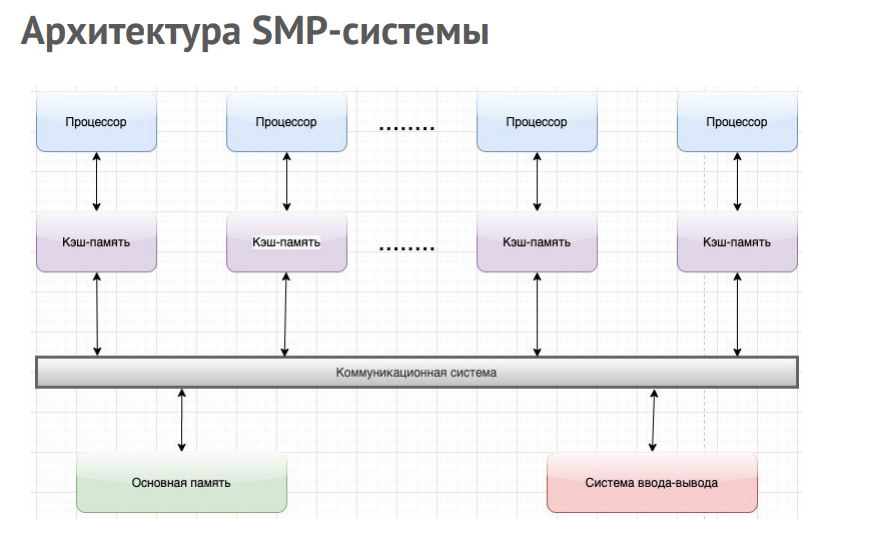 Архитектура SMP-системы
Процессор
Процессор
........
Процессор
Процессор
Кэш-память
Кэш-память
........
Кэш-память
Кэш-память
Коммуникационная система
Основная память
Система ввода-вывода